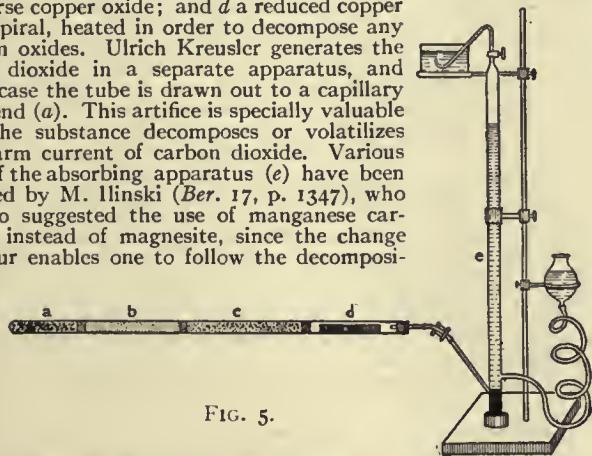 rse copper oxide; and d a reduced copper
piral, heated in order to decompose any
n oxides. Ulrich Kreusler generates the
dioxide in a separate apparatus, and
case the tube is drawn out to a capillary
end (a). This artifice is specially valuable
he substance decomposes or volatilizes
arm current of carbon dioxide. Various
f the absorbing apparatus (e) have been
ed by M. Ilinski (Ber. 17, p. 1347), who
o suggested the use of manganese car-
instead of magnesite, since the change
ur enables one to follow the decomposi-
e
a b c d
FIG. 5.